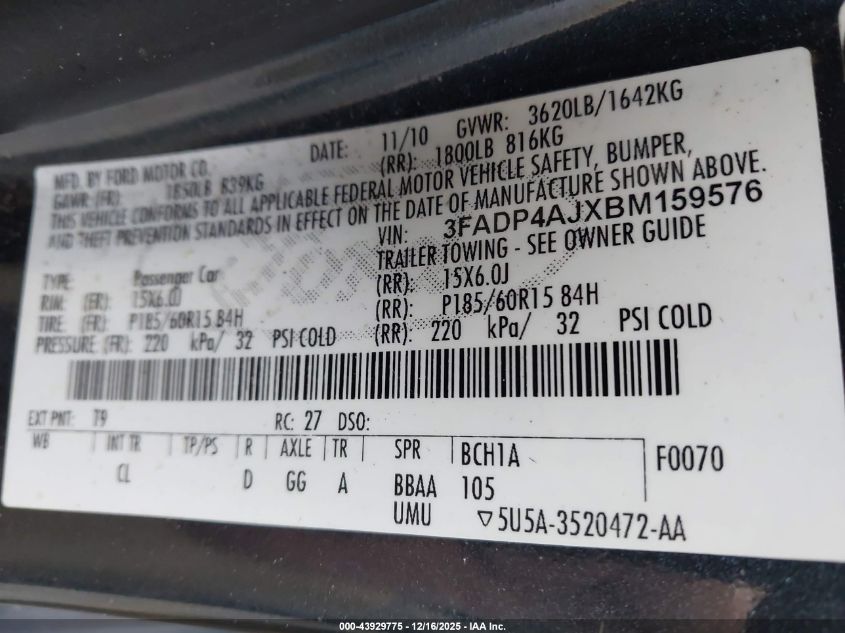 MFD. BY FORD MOTOR CO. DATE: 11/10 GVWR: 3620LB/1642KG
GAWR: (FR): 1850LB 839KG (RR): 1800LB 816KG
THIS VEHICLE CONFORMS TO ALL APPLICABLE FEDERAL MOTOR VEHICLE SAFETY, BUMPER,
AND THEFT PREVENTION STANDARDS IN EFFECT ON THE DATE OF MANUFACTURE SHOWN ABOVE.
VIN: 3FADP4AJXBM159576
TYPE: Passenger Car TRAILER TOWING - SEE OWNER GUIDE
RIM: (FR): 15X6.0J (RR): 15X6.0J
TIRE: (FR): P185/60R15 84H (RR): P185/60R15 84H
PRESSURE: (FR): 220 kPa/ 32 PSI COLD (RR): 220 kPa/ 32 PSI COLD
EXT PNT: T9 RC: 27 DSO:
WB INT TR TP/PS R AXLE TR SPR BCH1A F0070
CL D GG A BBAA 105
UMU ▽5U5A-3520472-AA
000-43929775 - 12/16/2025 - IAA Inc.